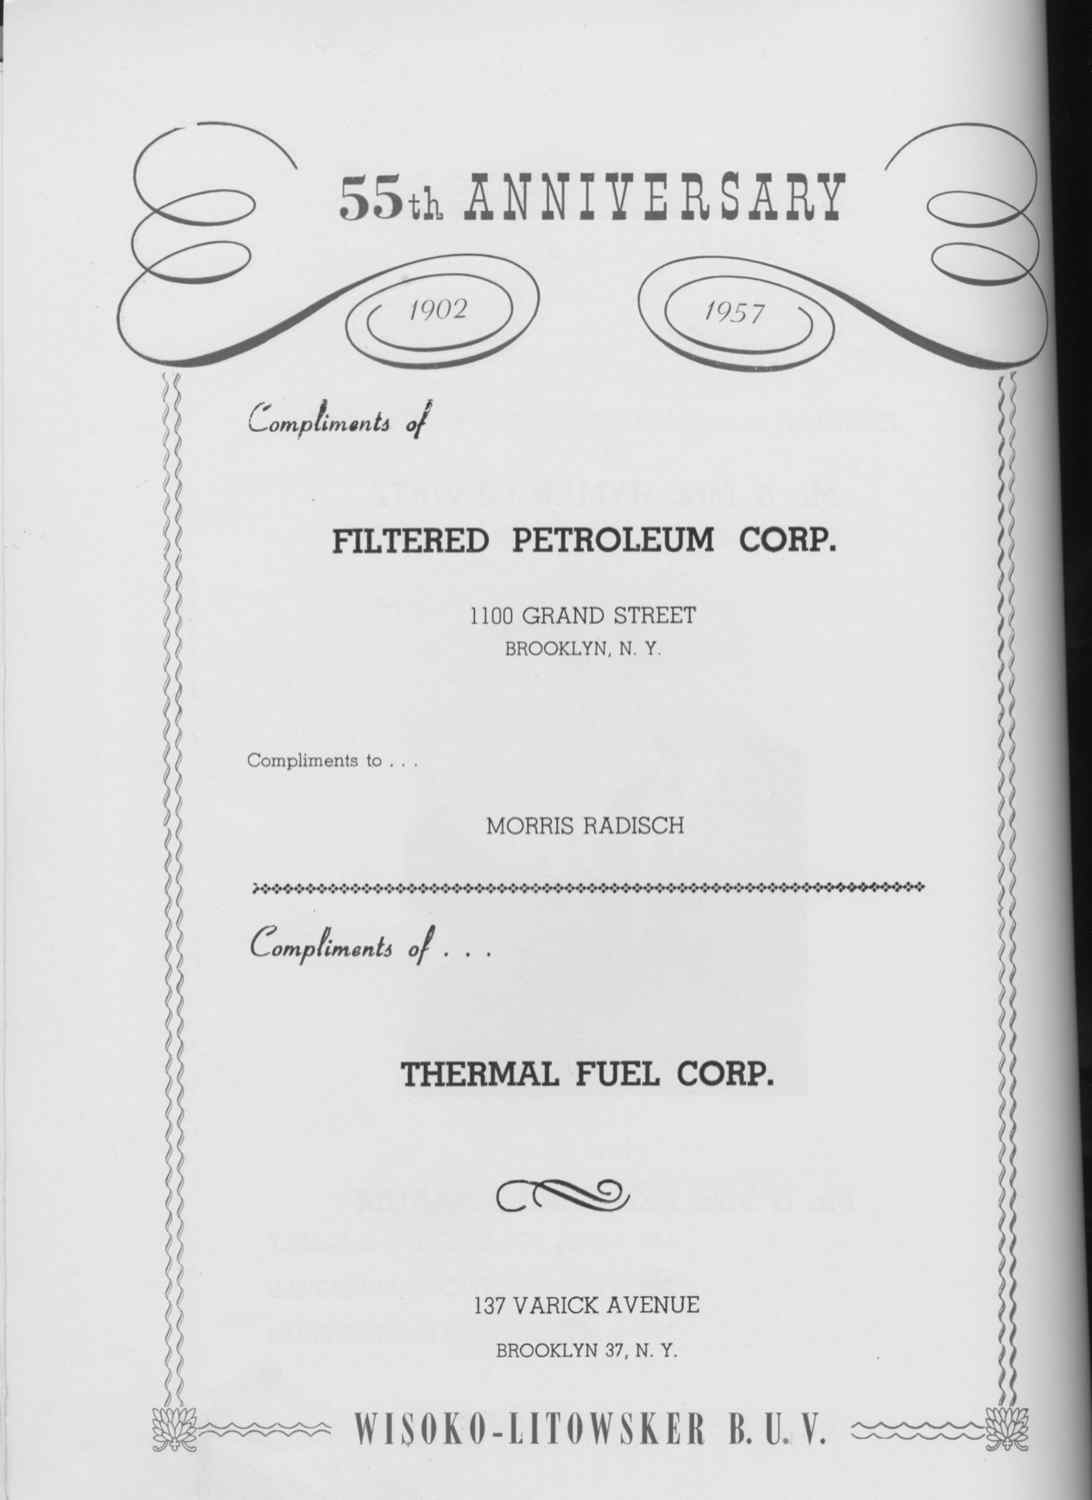 55th ANNIVERSARY
1902 1957
Compliments of
FILTERED PETROLEUM CORP.
1100 GRAND STREET
BROOKLYN, N. Y.
Compliments to . . .
MORRIS RADISCH
Compliments of . . .
THERMAL FUEL CORP.
137 VARICK AVENUE
BROOKLYN 37, N. Y.
WISOKO-LITOWSKER B. U. V.